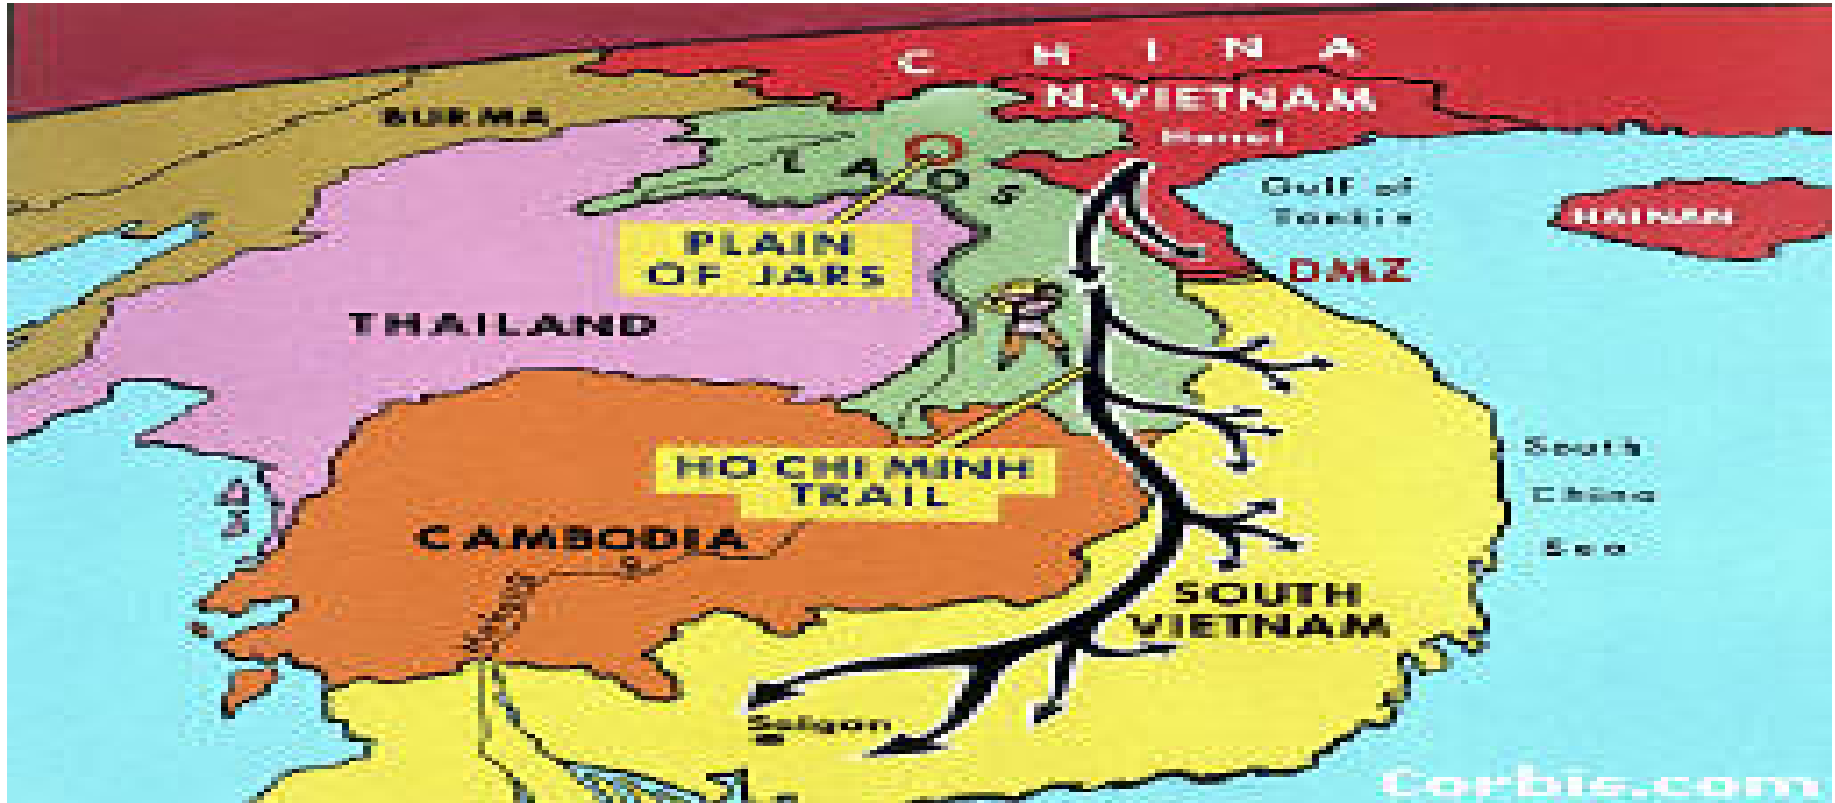 CHINA
N. VIETNAM
BURMA
Hanoi
LAOS
Gulf of
Tonkin
HAINAN
PLAIN
OF JARS
DMZ
THAILAND
South
China
Sea
HO CHI MINH
TRAIL
CAMBODIA
SOUTH
VIETNAM
Saigon
Corbis.com